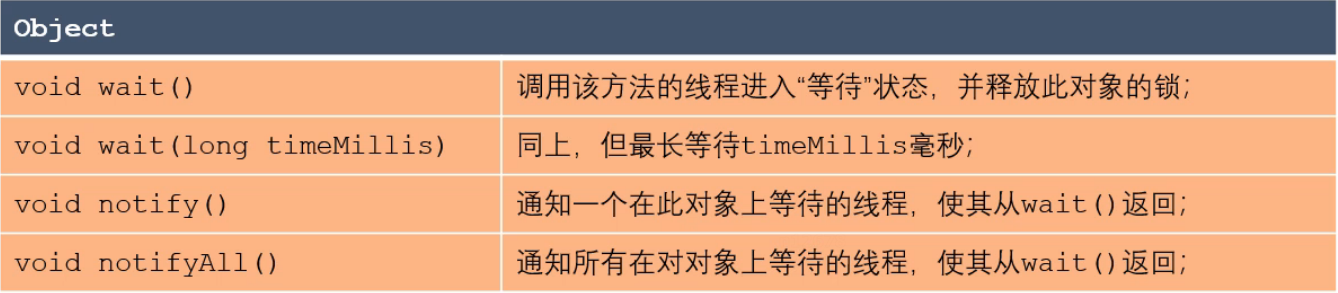 Object
void wait() 调用该方法的线程进入“等待”状态，并释放此对象的锁；
void wait(long timeMillis) 同上，但最长等待timeMillis毫秒；
void notify() 通知一个在此对象上等待的线程，使其从wait()返回；
void notifyAll() 通知所有在对对象上等待的线程，使其从wait()返回；